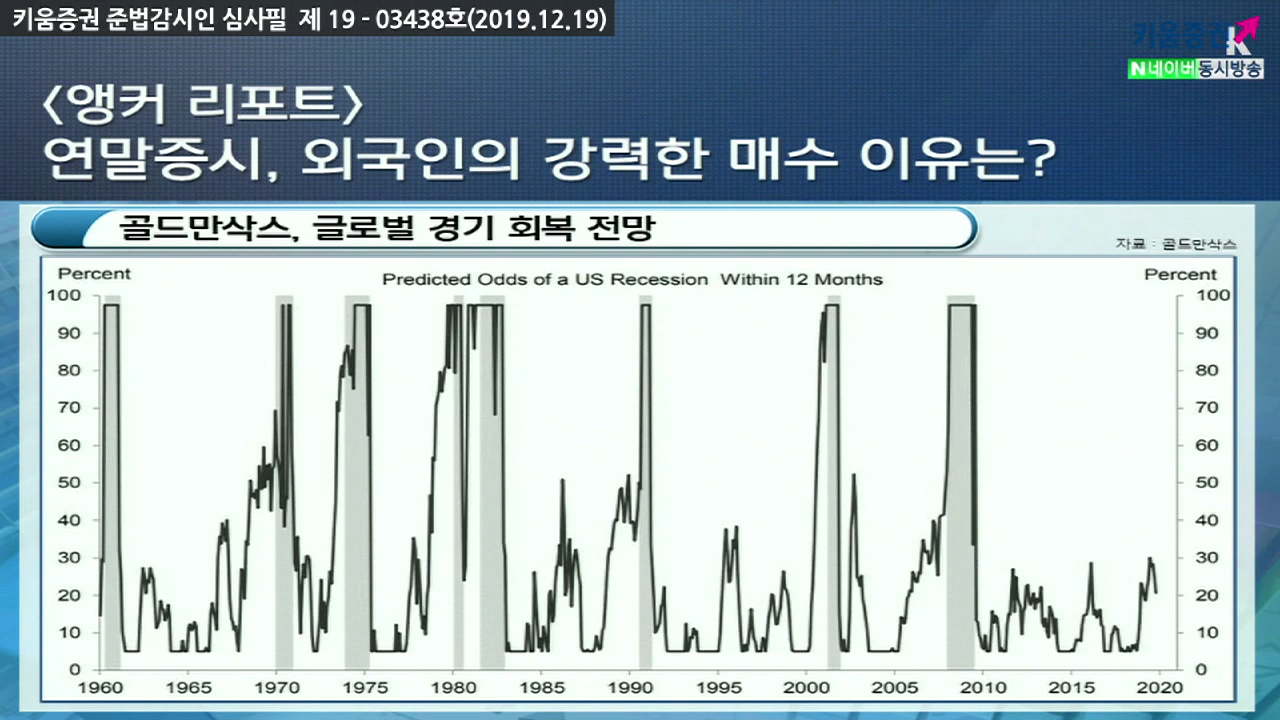 키움증권 준법감시인 심사필 제 19 - 03438호(2019.12.19)
키움증권
K
N 네이버 동시방송
<앵커 리포트>
연말증시, 외국인의 강력한 매수 이유는?
골드만삭스, 글로벌 경기 회복 전망
자료 : 골드만삭스
Percent
Predicted Odds of a US Recession Within 12 Months
Percent
100 100
90 90
80 80
70 70
60 60
50 50
40 40
30 30
20 20
10 10
0 0
1960 1965 1970 1975 1980 1985 1990 1995 2000 2005 2010 2015 2020